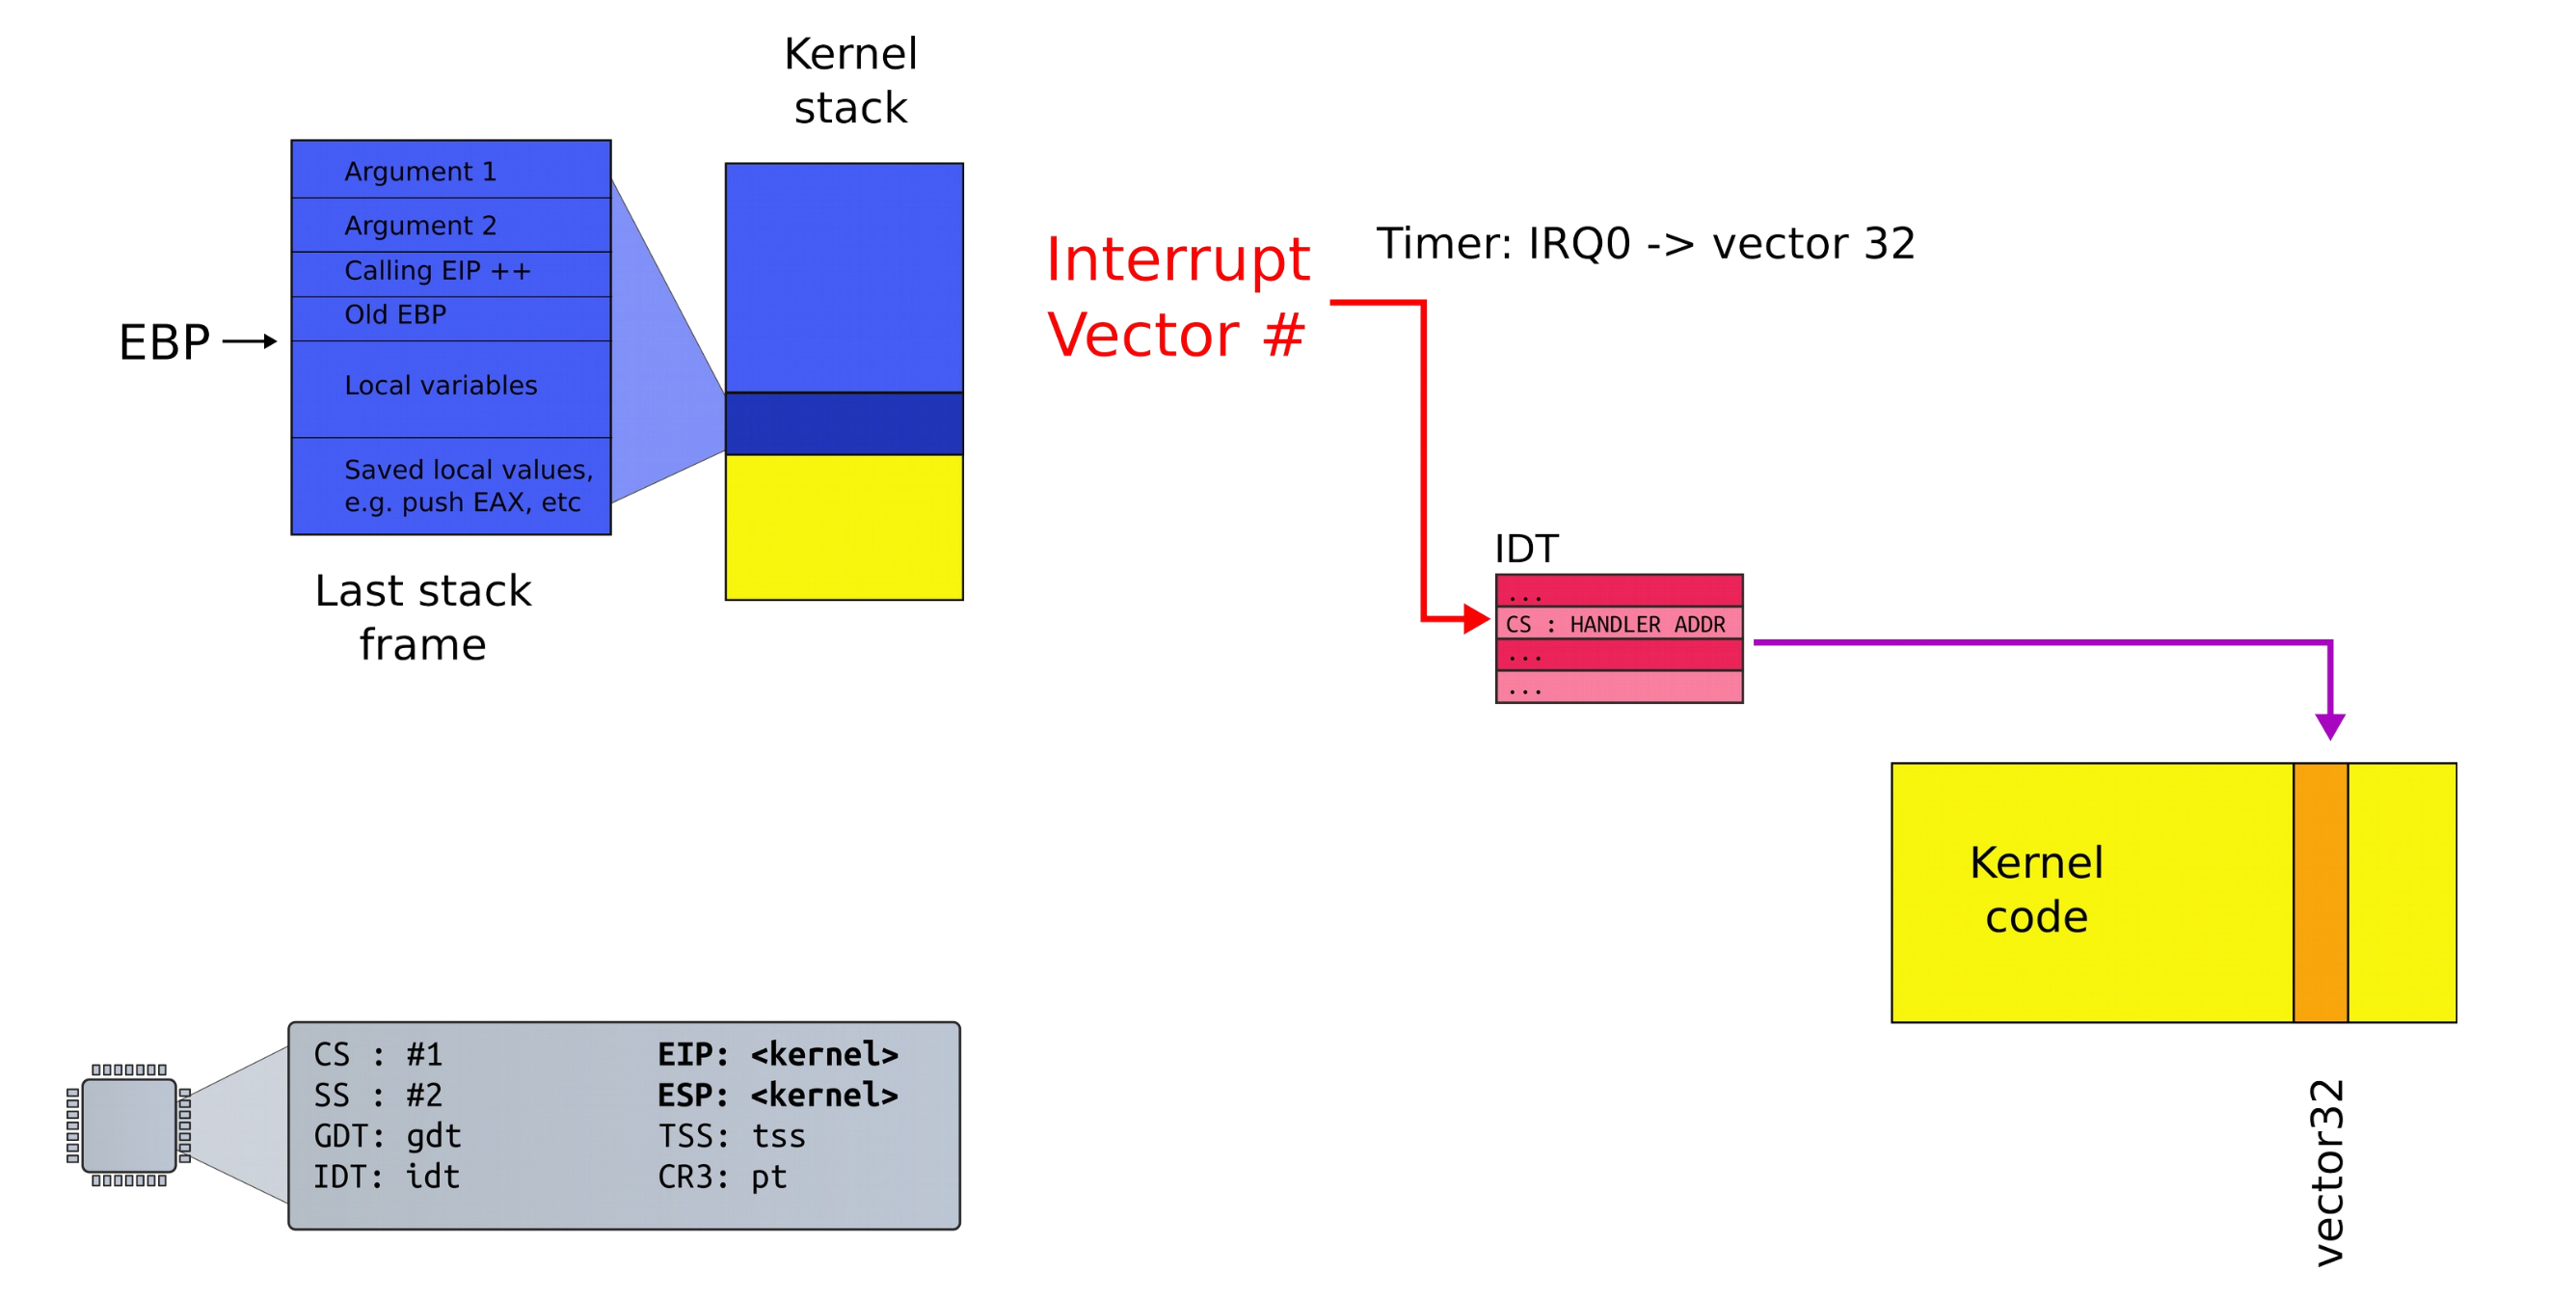 Kernel
stack
Argument 1
Argument 2
Calling EIP ++
Old EBP
EBP
Local variables
Saved local values,
e.g. push EAX, etc
Last stack
frame
Interrupt
Vector #
Timer: IRQ0 -> vector 32
IDT
...
CS : HANDLER ADDR
...
...
Kernel
code
vector32
CS : #1 EIP: <kernel>
SS : #2 ESP: <kernel>
GDT: gdt TSS: tss
IDT: idt CR3: pt